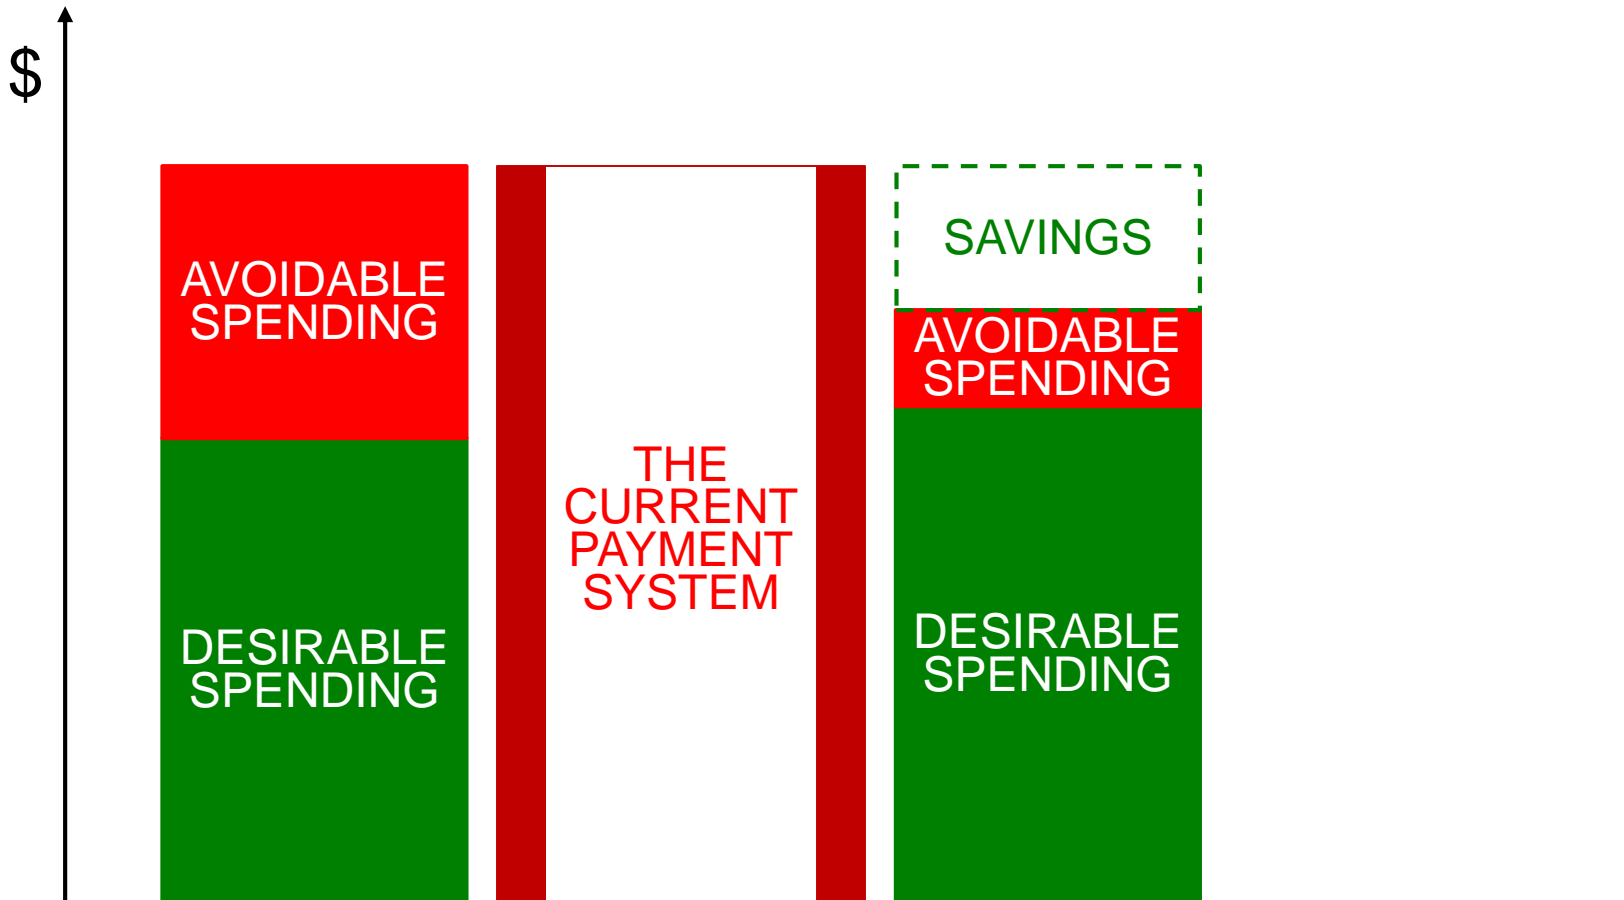 $
AVOIDABLE
SPENDING
DESIRABLE
SPENDING
THE
CURRENT
PAYMENT
SYSTEM
SAVINGS
AVOIDABLE
SPENDING
DESIRABLE
SPENDING